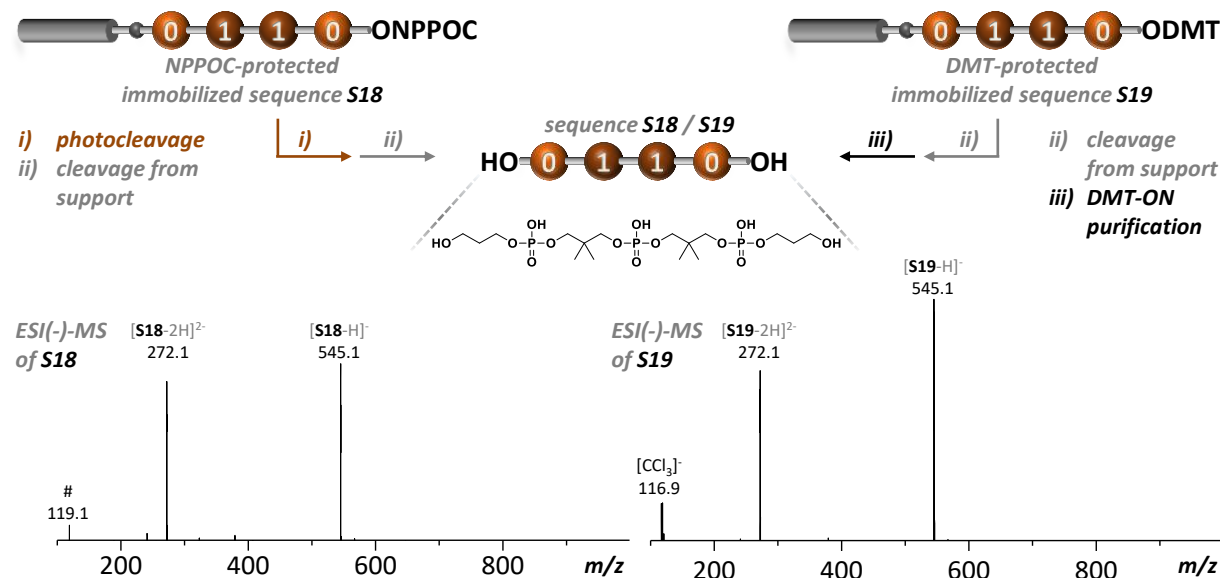 0 1 1 0 ONPPOC
NPPOC-protected
immobilized sequence S18
0 1 1 0 ODMT
DMT-protected
immobilized sequence S19
i) photocleavage
ii) cleavage from
support
i)
ii)
sequence S18 / S19
HO 0 1 1 0 OH
iii)
ii)
ii) cleavage
from support
iii) DMT-ON
purification
OH OH OH
HO O P O O P O O P O OH
O O O
ESI(-)-MS
of S18
[S18-2H]²⁻
272.1
[S18-H]⁻
545.1
#
119.1
200 400 600 800 m/z
ESI(-)-MS
of S19
[S19-2H]²⁻
272.1
[S19-H]⁻
545.1
[CCl₃]⁻
116.9
200 400 600 800 m/z